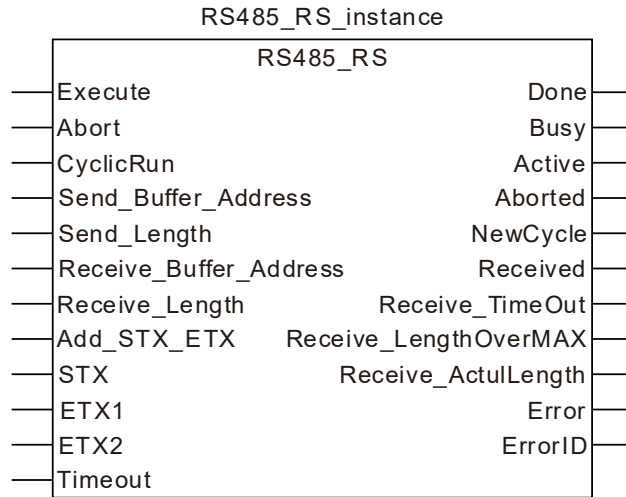 RS485_RS_instance
RS485_RS
Execute Done
Abort Busy
CyclicRun Active
Send_Buffer_Address Aborted
Send_Length NewCycle
Receive_Buffer_Address Received
Receive_Length Receive_TimeOut
Add_STX_ETX Receive_LengthOverMAX
STX Receive_ActulLength
ETX1 Error
ETX2 ErrorID
Timeout